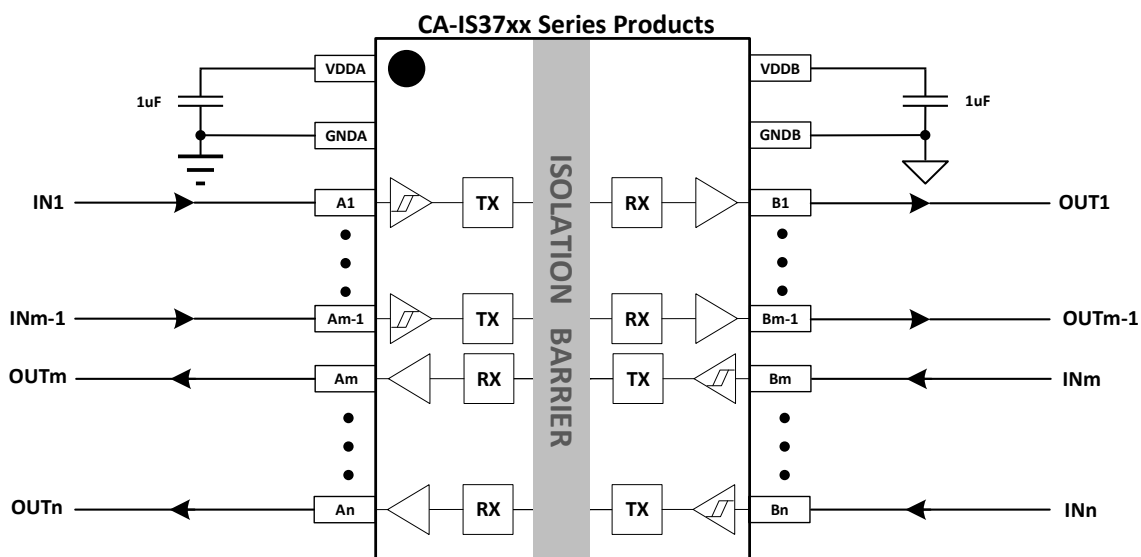 CA-IS37xx Series Products
VDDA
VDDB
1uF
1uF
GNDA
GNDB
ISOLATION BARRIER
IN1
A1
TX
RX
B1
OUT1
INm-1
Am-1
TX
RX
Bm-1
OUTm-1
OUTm
Am
RX
TX
Bm
INm
OUTn
An
RX
TX
Bn
INn